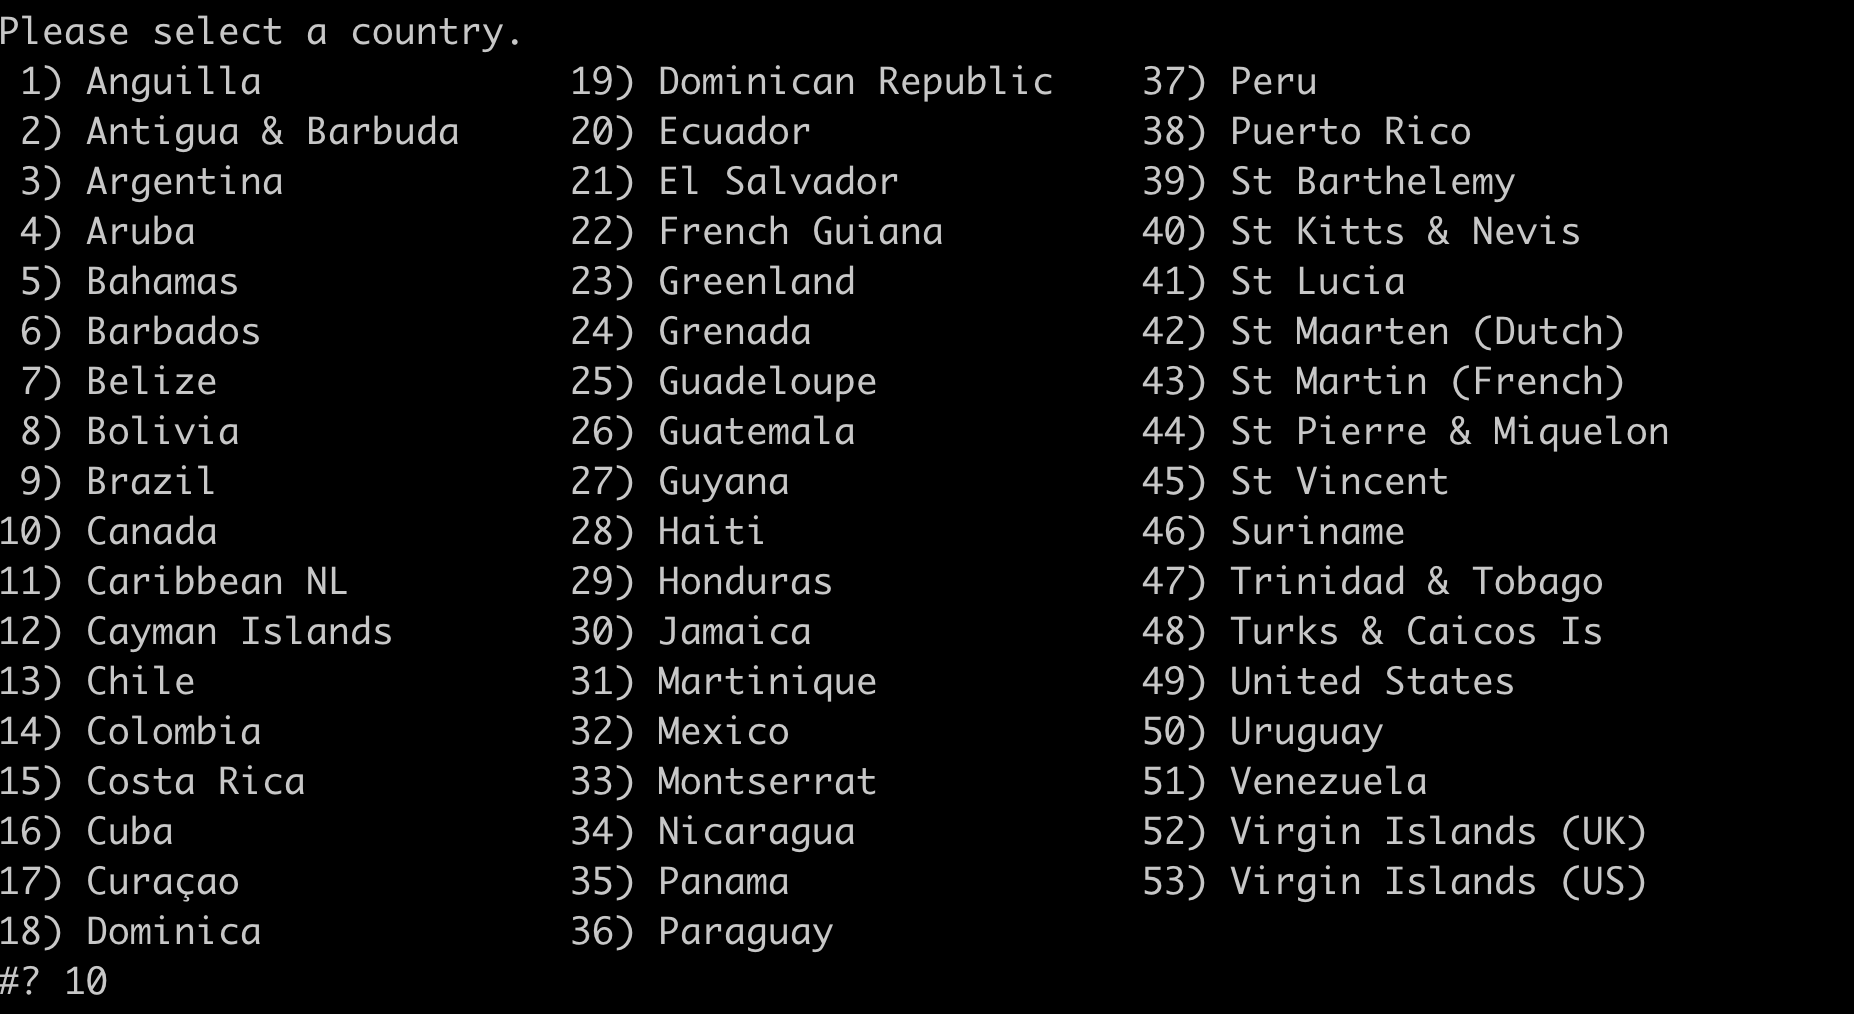 Please select a country.
 1) Anguilla              19) Dominican Republic    37) Peru
 2) Antigua & Barbuda     20) Ecuador               38) Puerto Rico
 3) Argentina             21) El Salvador           39) St Barthelemy
 4) Aruba                 22) French Guiana         40) St Kitts & Nevis
 5) Bahamas               23) Greenland             41) St Lucia
 6) Barbados              24) Grenada               42) St Maarten (Dutch)
 7) Belize                25) Guadeloupe            43) St Martin (French)
 8) Bolivia               26) Guatemala             44) St Pierre & Miquelon
 9) Brazil                27) Guyana                45) St Vincent
10) Canada                28) Haiti                 46) Suriname
11) Caribbean NL          29) Honduras              47) Trinidad & Tobago
12) Cayman Islands        30) Jamaica               48) Turks & Caicos Is
13) Chile                 31) Martinique            49) United States
14) Colombia              32) Mexico                50) Uruguay
15) Costa Rica            33) Montserrat            51) Venezuela
16) Cuba                  34) Nicaragua             52) Virgin Islands (UK)
17) Curaçao               35) Panama                53) Virgin Islands (US)
18) Dominica              36) Paraguay
#? 10